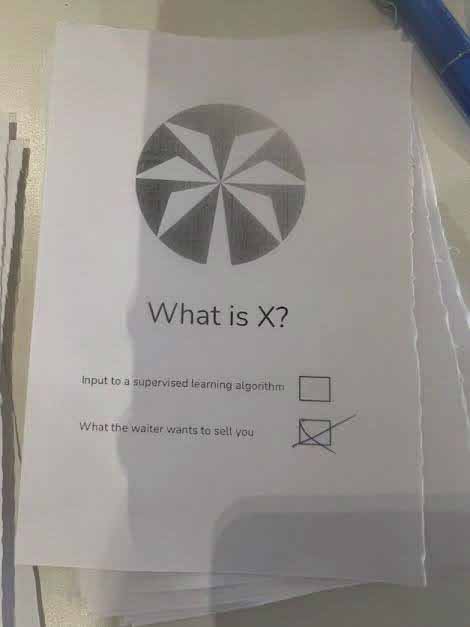 What is X?
Input to a supervised learning algorithm
What the waiter wants to sell you